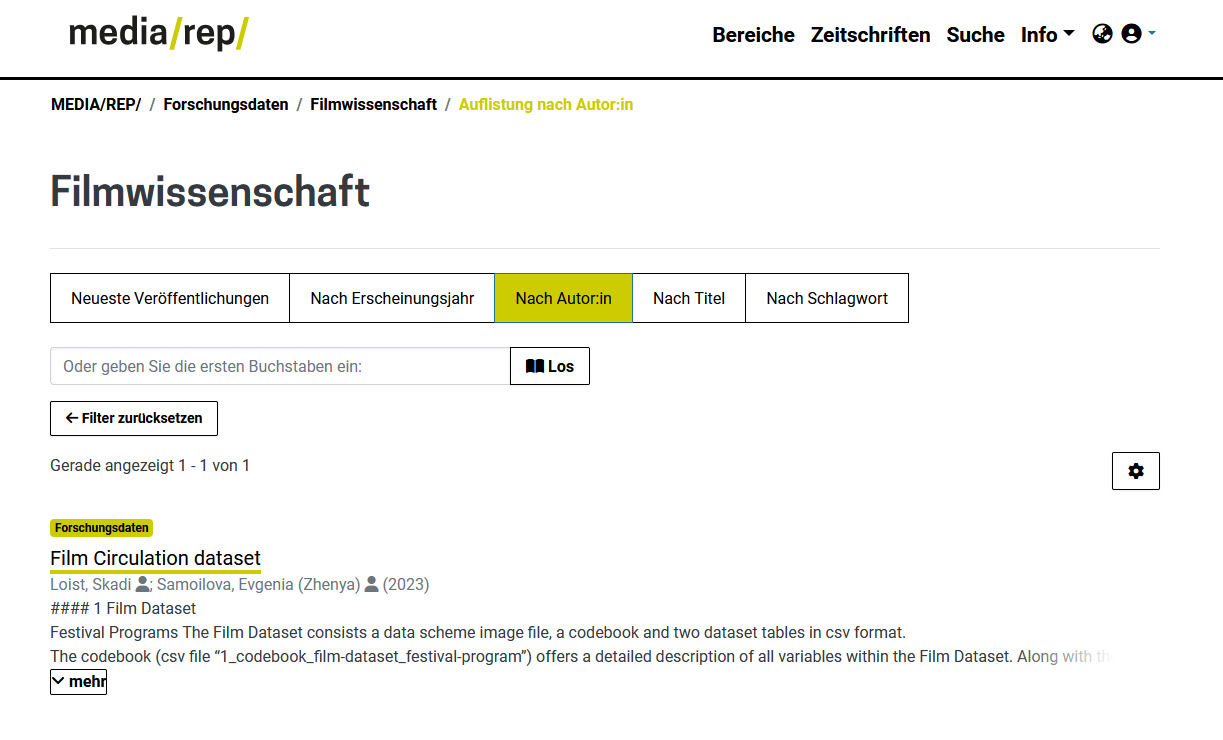 media/rep/
Bereiche Zeitschriften Suche Info
MEDIA/REP/ / Forschungsdaten / Filmwissenschaft / Auflistung nach Autor:in
Filmwissenschaft
Neueste Veröffentlichungen Nach Erscheinungsjahr Nach Autor:in Nach Titel Nach Schlagwort
Oder geben Sie die ersten Buchstaben ein: Los
Filter zurücksetzen
Gerade angezeigt 1 - 1 von 1
Forschungsdaten
Film Circulation dataset
Loist, Skadi ; Samoilova, Evgenia (Zhenya) (2023)
#### 1 Film Dataset
Festival Programs The Film Dataset consists a data scheme image file, a codebook and two dataset tables in csv format.
The codebook (csv file “1_codebook_film-dataset_festival-program”) offers a detailed description of all variables within the Film Dataset. Along with
mehr